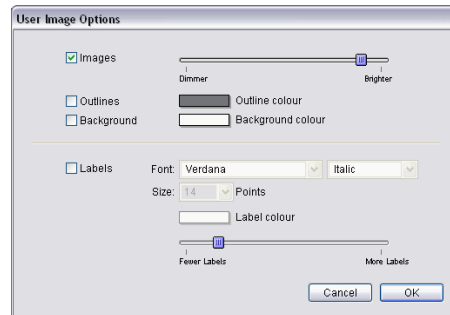 User Image Options
Images
Dimmer Brighter
Outlines Outline colour
Background Background colour
Labels Font: Verdana Italic
Size: 14 Points
Label colour
Fewer Labels More Labels
Cancel OK